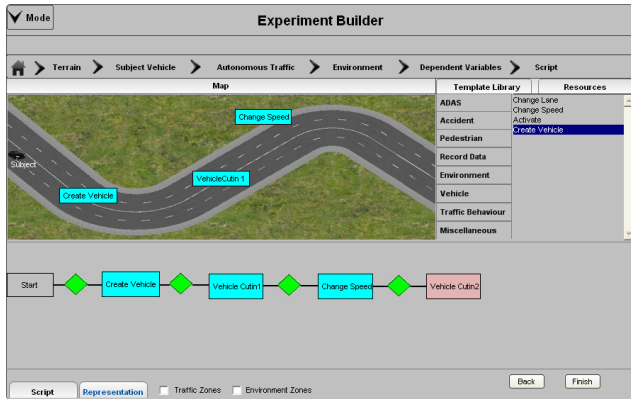 Mode
Experiment Builder
Terrain Subject Vehicle Autonomous Traffic Environment Dependent Variables Script
Map
Template Library Resources
ADAS
Accident
Pedestrian
Record Data
Environment
Vehicle
Traffic Behaviour
Miscellaneous
Change Lane
Change Speed
Activate
Create Vehicle
Change Speed
Subject
VehicleCutin 1
Create Vehicle
Start Create Vehicle Vehicle Cutin1 Change Speed Vehicle Cutin2
Back Finish
Script Representation Traffic Zones Environment Zones